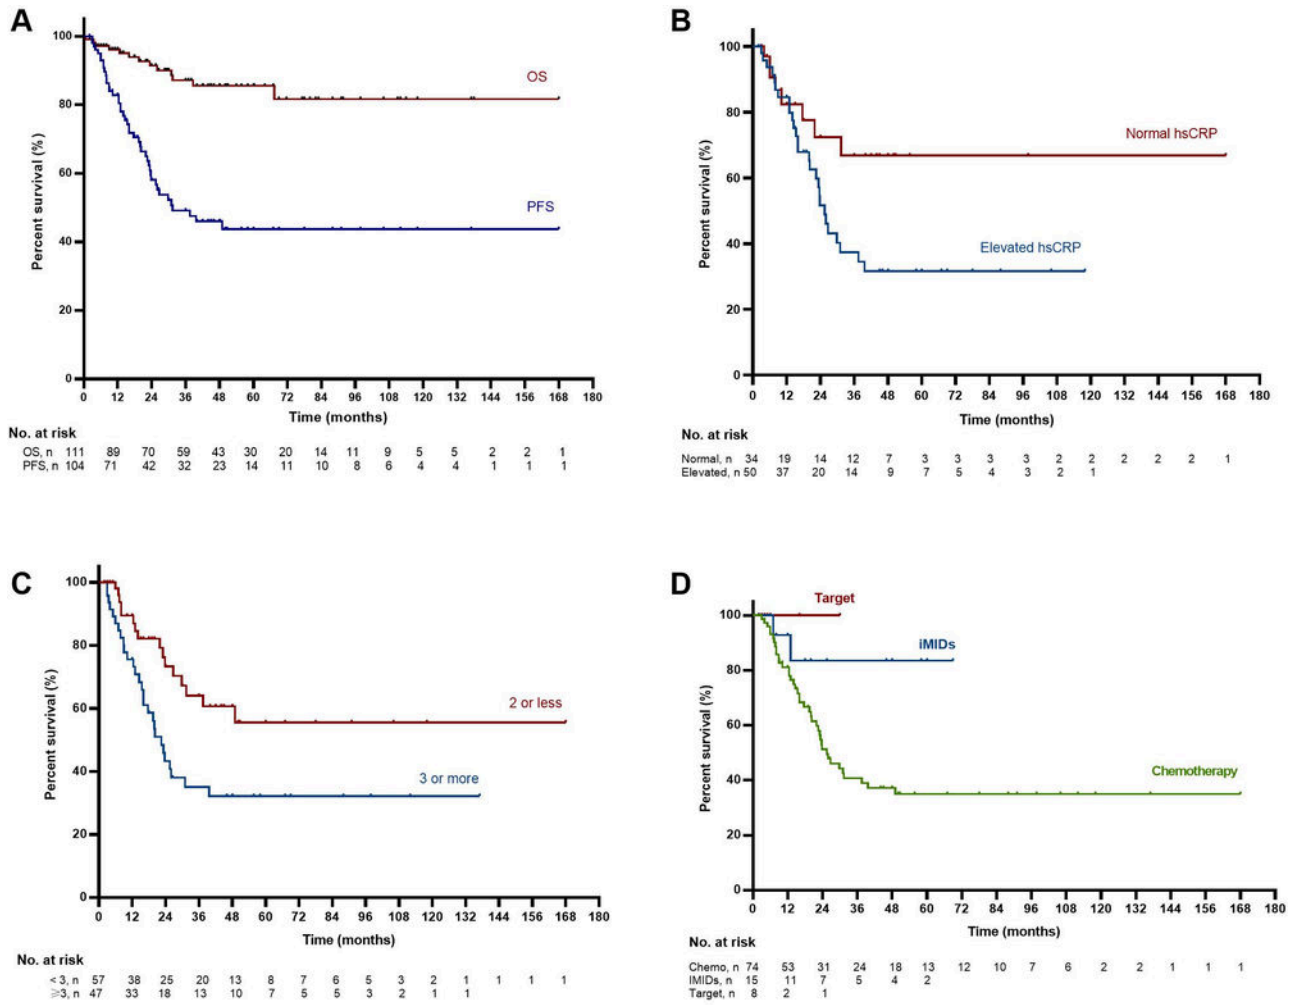 A
100
80
60
40
20
0
Percent survival (%)
OS
PFS
0 12 24 36 48 60 72 84 96 108 120 132 144 156 168 180
Time (months)
No. at risk
OS, n 111 89 70 59 43 30 20 14 11 9 5 5 2 2 1
PFS, n 104 71 42 32 23 14 11 10 8 6 4 4 1 1 1
B
100
80
60
40
20
0
Percent survival (%)
Normal hsCRP
Elevated hsCRP
0 12 24 36 48 60 72 84 96 108 120 132 144 156 168 180
Time (months)
No. at risk
Normal, n 34 19 14 12 7 3 3 3 3 2 2 2 2 2 1
Elevated, n 50 37 20 14 9 7 5 4 3 2 1
C
100
80
60
40
20
0
Percent survival (%)
2 or less
3 or more
0 12 24 36 48 60 72 84 96 108 120 132 144 156 168 180
Time (months)
No. at risk
< 3, n 57 38 25 20 13 8 7 6 5 3 2 1 1 1 1
≥3, n 47 33 18 13 10 7 5 5 3 2 1 1
D
100
80
60
40
20
0
Percent survival (%)
Target
iMIDs
Chemotherapy
0 12 24 36 48 60 72 84 96 108 120 132 144 156 168 180
Time (months)
No. at risk
Chemo, n 74 53 31 24 18 13 12 10 7 6 2 2 1 1 1
IMIDs, n 15 11 7 5 4 2
Target, n 8 2 1